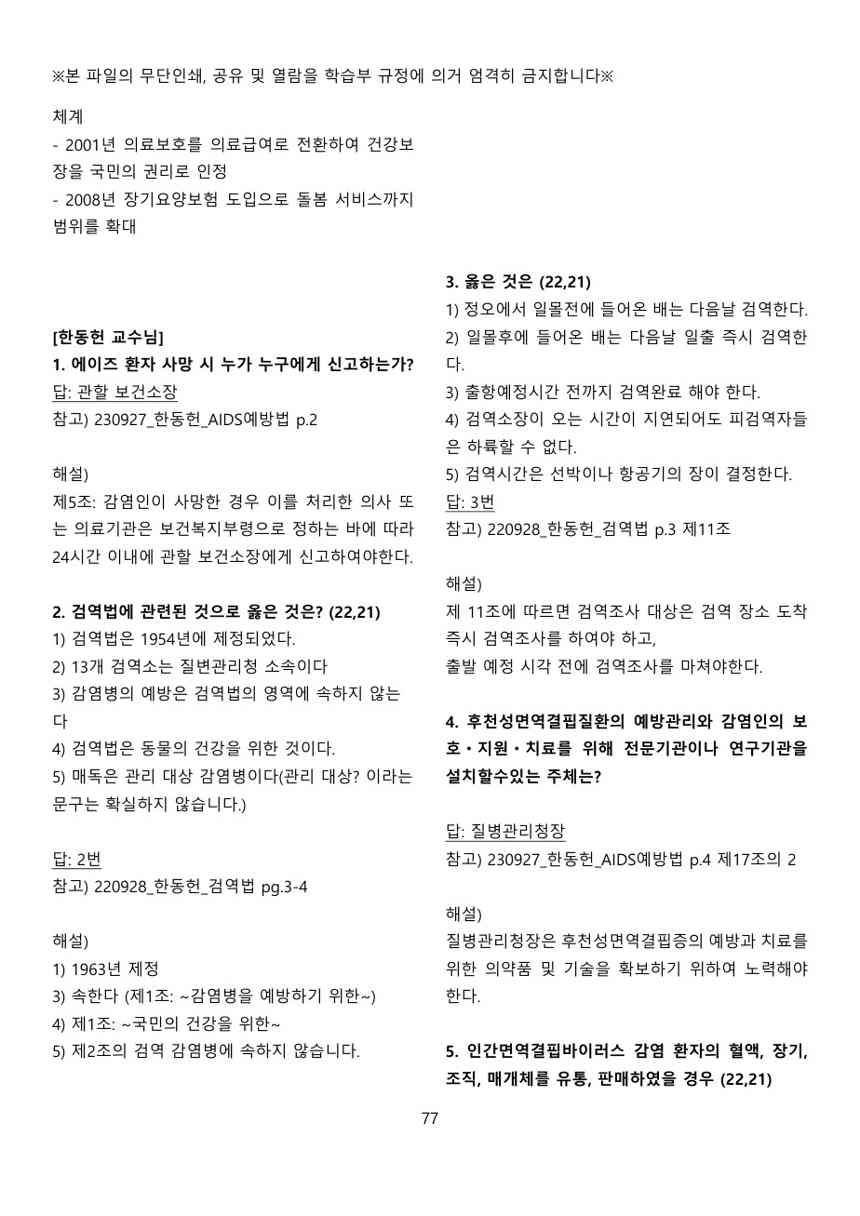 ※본 파일의 무단인쇄, 공유 및 열람을 학습부 규정에 의거 엄격히 금지합니다※
체계
- 2001년 의료보호를 의료급여로 전환하여 건강보
장을 국민의 권리로 인정
- 2008년 장기요양보험 도입으로 돌봄 서비스까지
범위를 확대
[한동헌 교수님]
1. 에이즈 환자 사망 시 누가 누구에게 신고하는가?
답: 관할 보건소장
참고) 230927_한동헌_AIDS예방법 p.2
해설)
제5조: 감염인이 사망한 경우 이를 처리한 의사 또
는 의료기관은 보건복지부령으로 정하는 바에 따라
24시간 이내에 관할 보건소장에게 신고하여야한다.
2. 검역법에 관련된 것으로 옳은 것은? (22,21)
1) 검역법은 1954년에 제정되었다.
2) 13개 검역소는 질변관리청 소속이다
3) 감염병의 예방은 검역법의 영역에 속하지 않는
다
4) 검역법은 동물의 건강을 위한 것이다.
5) 매독은 관리 대상 감염병이다(관리 대상? 이라는
문구는 확실하지 않습니다.)
답: 2번
참고) 220928_한동헌_검역법 pg.3-4
해설)
1) 1963년 제정
3) 속한다 (제1조: ~감염병을 예방하기 위한~)
4) 제1조: ~국민의 건강을 위한~
5) 제2조의 검역 감염병에 속하지 않습니다.
3. 옳은 것은 (22,21)
1) 정오에서 일몰전에 들어온 배는 다음날 검역한다.
2) 일몰후에 들어온 배는 다음날 일출 즉시 검역한
다.
3) 출항예정시간 전까지 검역완료 해야 한다.
4) 검역소장이 오는 시간이 지연되어도 피검역자들
은 하륙할 수 없다.
5) 검역시간은 선박이나 항공기의 장이 결정한다.
답: 3번
참고) 220928_한동헌_검역법 p.3 제11조
해설)
제 11조에 따르면 검역조사 대상은 검역 장소 도착
즉시 검역조사를 하여야 하고,
출발 예정 시각 전에 검역조사를 마쳐야한다.
4. 후천성면역결핍질환의 예방관리와 감염인의 보
호・지원・치료를 위해 전문기관이나 연구기관을
설치할수있는 주체는?
답: 질병관리청장
참고) 230927_한동헌_AIDS예방법 p.4 제17조의 2
해설)
질병관리청장은 후천성면역결핍증의 예방과 치료를
위한 의약품 및 기술을 확보하기 위하여 노력해야
한다.
5. 인간면역결핍바이러스 감염 환자의 혈액, 장기,
조직, 매개체를 유통, 판매하였을 경우 (22,21)
77